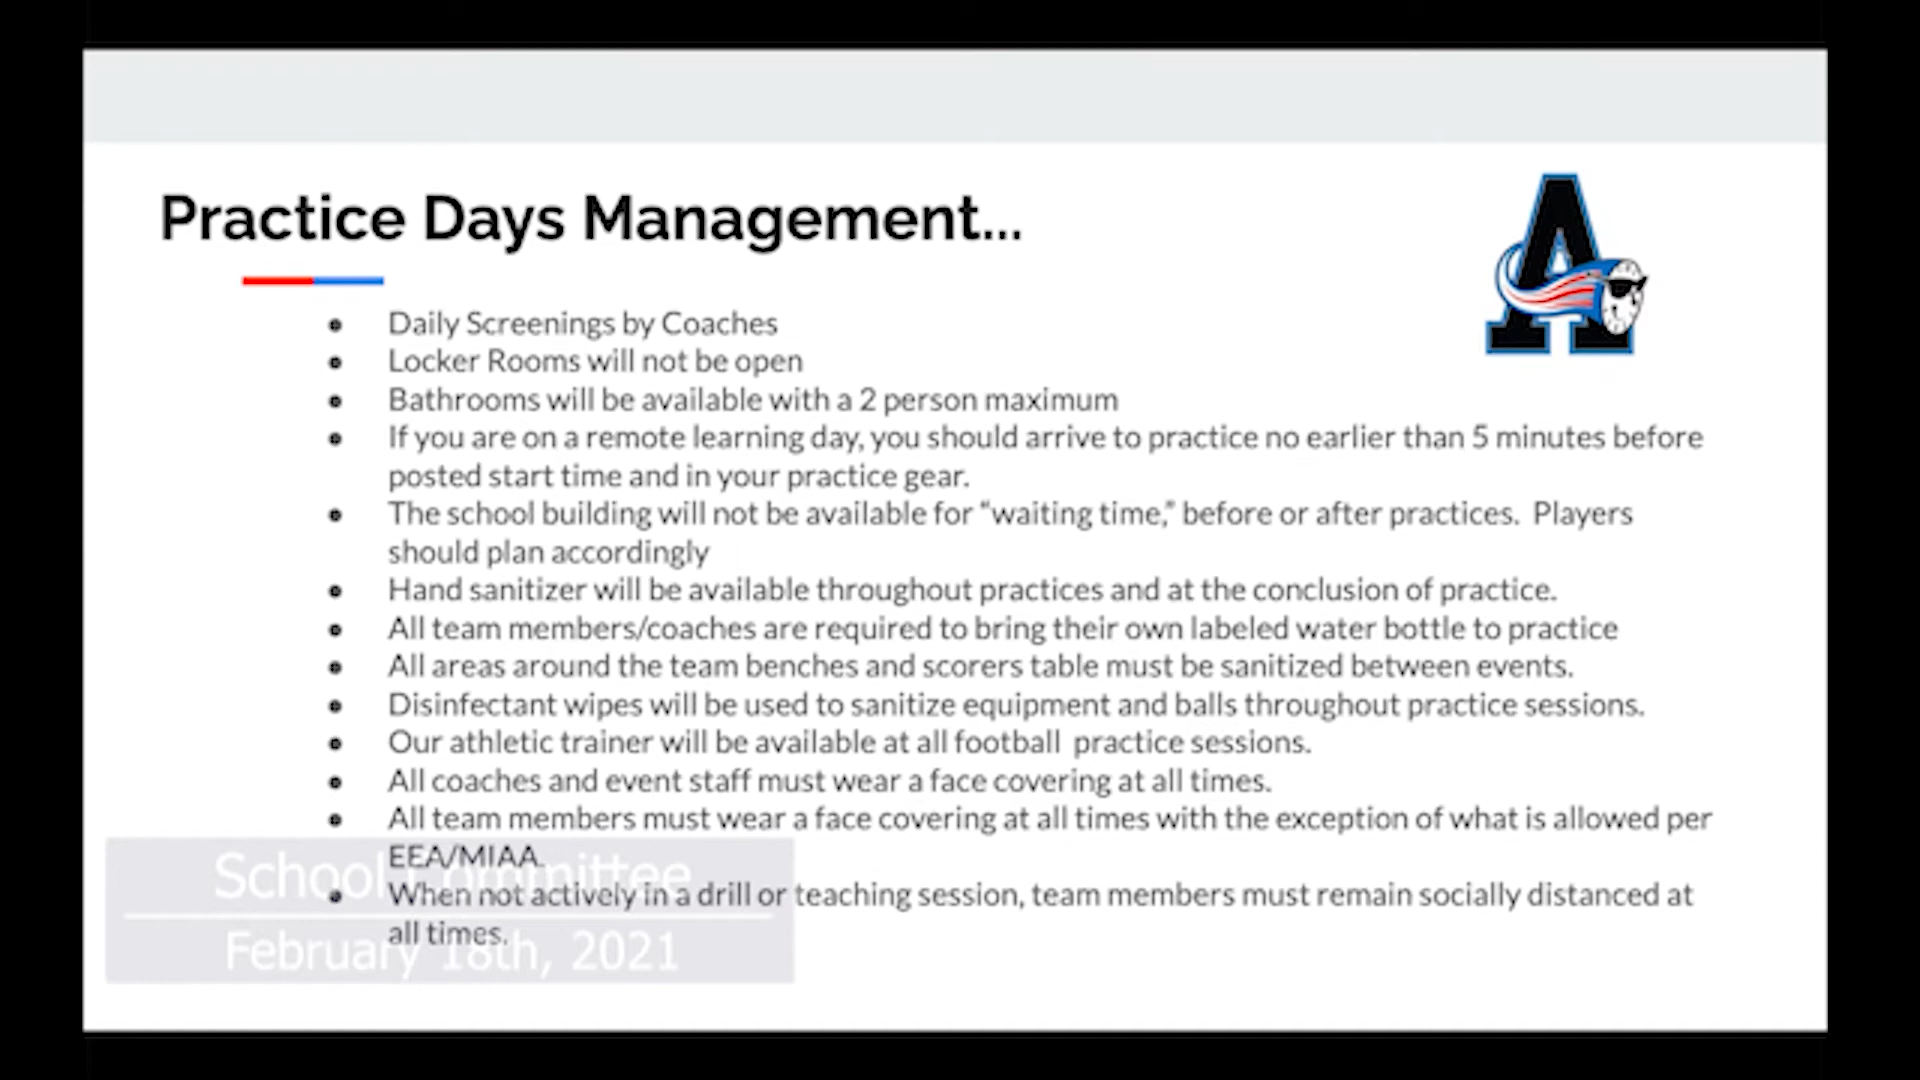 Practice Days Management...
● Daily Screenings by Coaches
● Locker Rooms will not be open
● Bathrooms will be available with a 2 person maximum
● If you are on a remote learning day, you should arrive to practice no earlier than 5 minutes before
posted start time and in your practice gear.
● The school building will not be available for “waiting time,” before or after practices. Players
should plan accordingly
● Hand sanitizer will be available throughout practices and at the conclusion of practice.
● All team members/coaches are required to bring their own labeled water bottle to practice
● All areas around the team benches and scorers table must be sanitized between events.
● Disinfectant wipes will be used to sanitize equipment and balls throughout practice sessions.
● Our athletic trainer will be available at all football practice sessions.
● All coaches and event staff must wear a face covering at all times.
● All team members must wear a face covering at all times with the exception of what is allowed per
EEA/MIAA.
● When not actively in a drill or teaching session, team members must remain socially distanced at
all times.
School Committee
February 18th, 2021
A